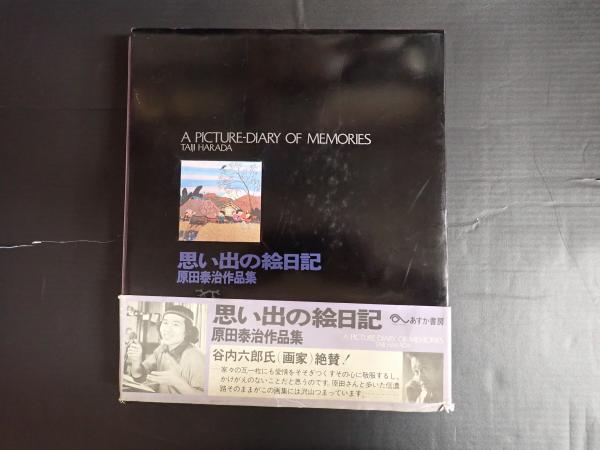 A PICTURE-DIARY OF MEMORIES
TAIJI HARADA
思い出の絵日記
原田泰治作品集
思い出の絵日記
原田泰治作品集
あすか書房
A PICTURE-DIARY OF MEMORIES
TAIJI HARADA
谷内六郎氏(画家)絶賛!
家々の瓦一粒にも愛情をそそぎつくすその心に敬服するし、
かけがえのないことだと思うのです。原田さんと歩いた信濃
路そのままがこの画集には沢山つまっています。